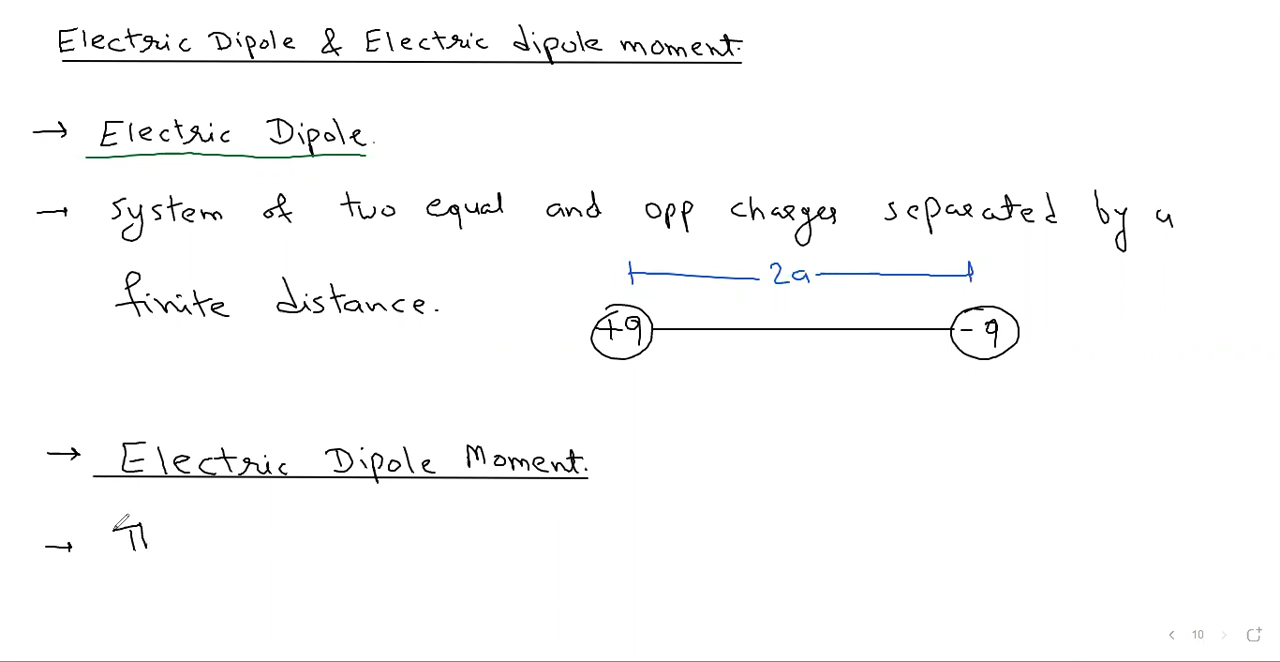 Electric Dipole & Electric dipole moment.
→ Electric Dipole.
→ System of two equal and opp charges separated by a
2a
finite distance.
+q
- q
→ Electric Dipole Moment.
→
< 10 >